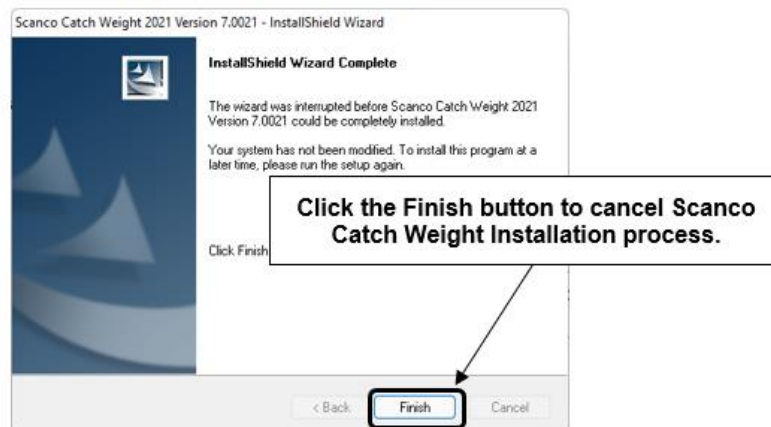 Scanco Catch Weight 2021 Version 7.0021 - InstallShield Wizard
InstallShield Wizard Complete
The wizard was interrupted before Scanco Catch Weight 2021
Version 7.0021 could be completely installed.
Your system has not been modified. To install this program at a
later time, please run the setup again.
Click the Finish button to cancel Scanco
Catch Weight Installation process.
Click Finish
< Back
Finish
Cancel